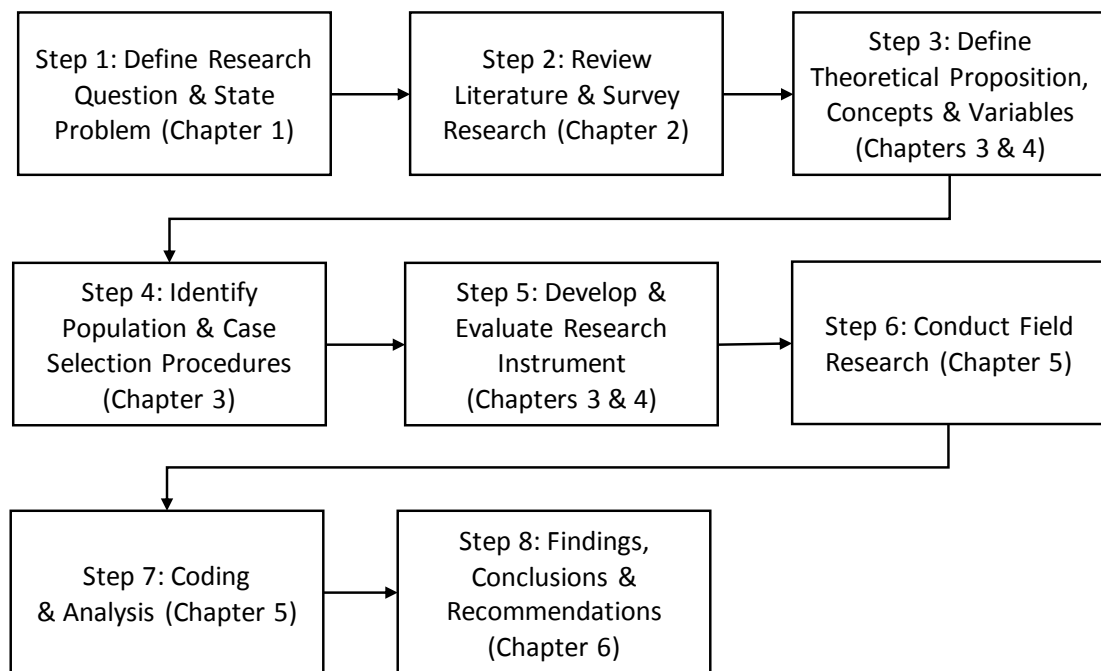 Step 1: Define Research
Question & State
Problem (Chapter 1)
Step 2: Review
Literature & Survey
Research (Chapter 2)
Step 3: Define
Theoretical Proposition,
Concepts & Variables
(Chapters 3 & 4)
Step 4: Identify
Population & Case
Selection Procedures
(Chapter 3)
Step 5: Develop &
Evaluate Research
Instrument
(Chapters 3 & 4)
Step 6: Conduct Field
Research (Chapter 5)
Step 7: Coding
& Analysis (Chapter 5)
Step 8: Findings,
Conclusions &
Recommendations
(Chapter 6)